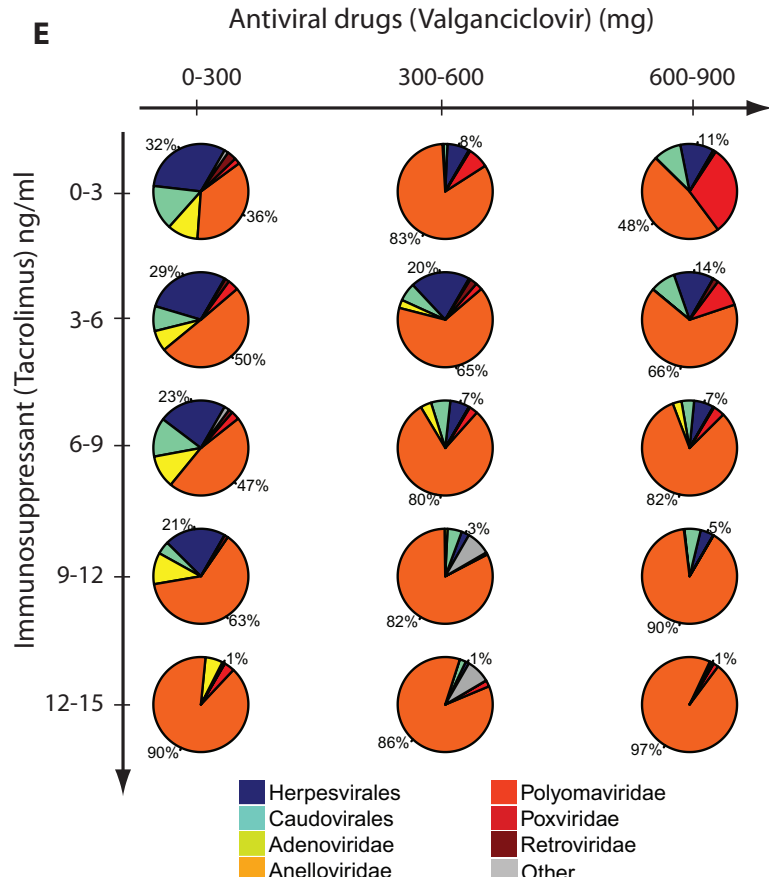 E
Antiviral drugs (Valganciclovir) (mg)
0-300 300-600 600-900
Immunosuppressant (Tacrolimus) ng/ml
0-3
32% 36%
8% 83%
11% 48%
3-6
29% 50%
20% 65%
14% 66%
6-9
23% 47%
7% 80%
7% 82%
9-12
21% 63%
3% 82%
5% 90%
12-15
1% 90%
1% 86%
1% 97%
Herpesvirales Polyomaviridae
Caudovirales Poxviridae
Adenoviridae Retroviridae
Anelloviridae Other